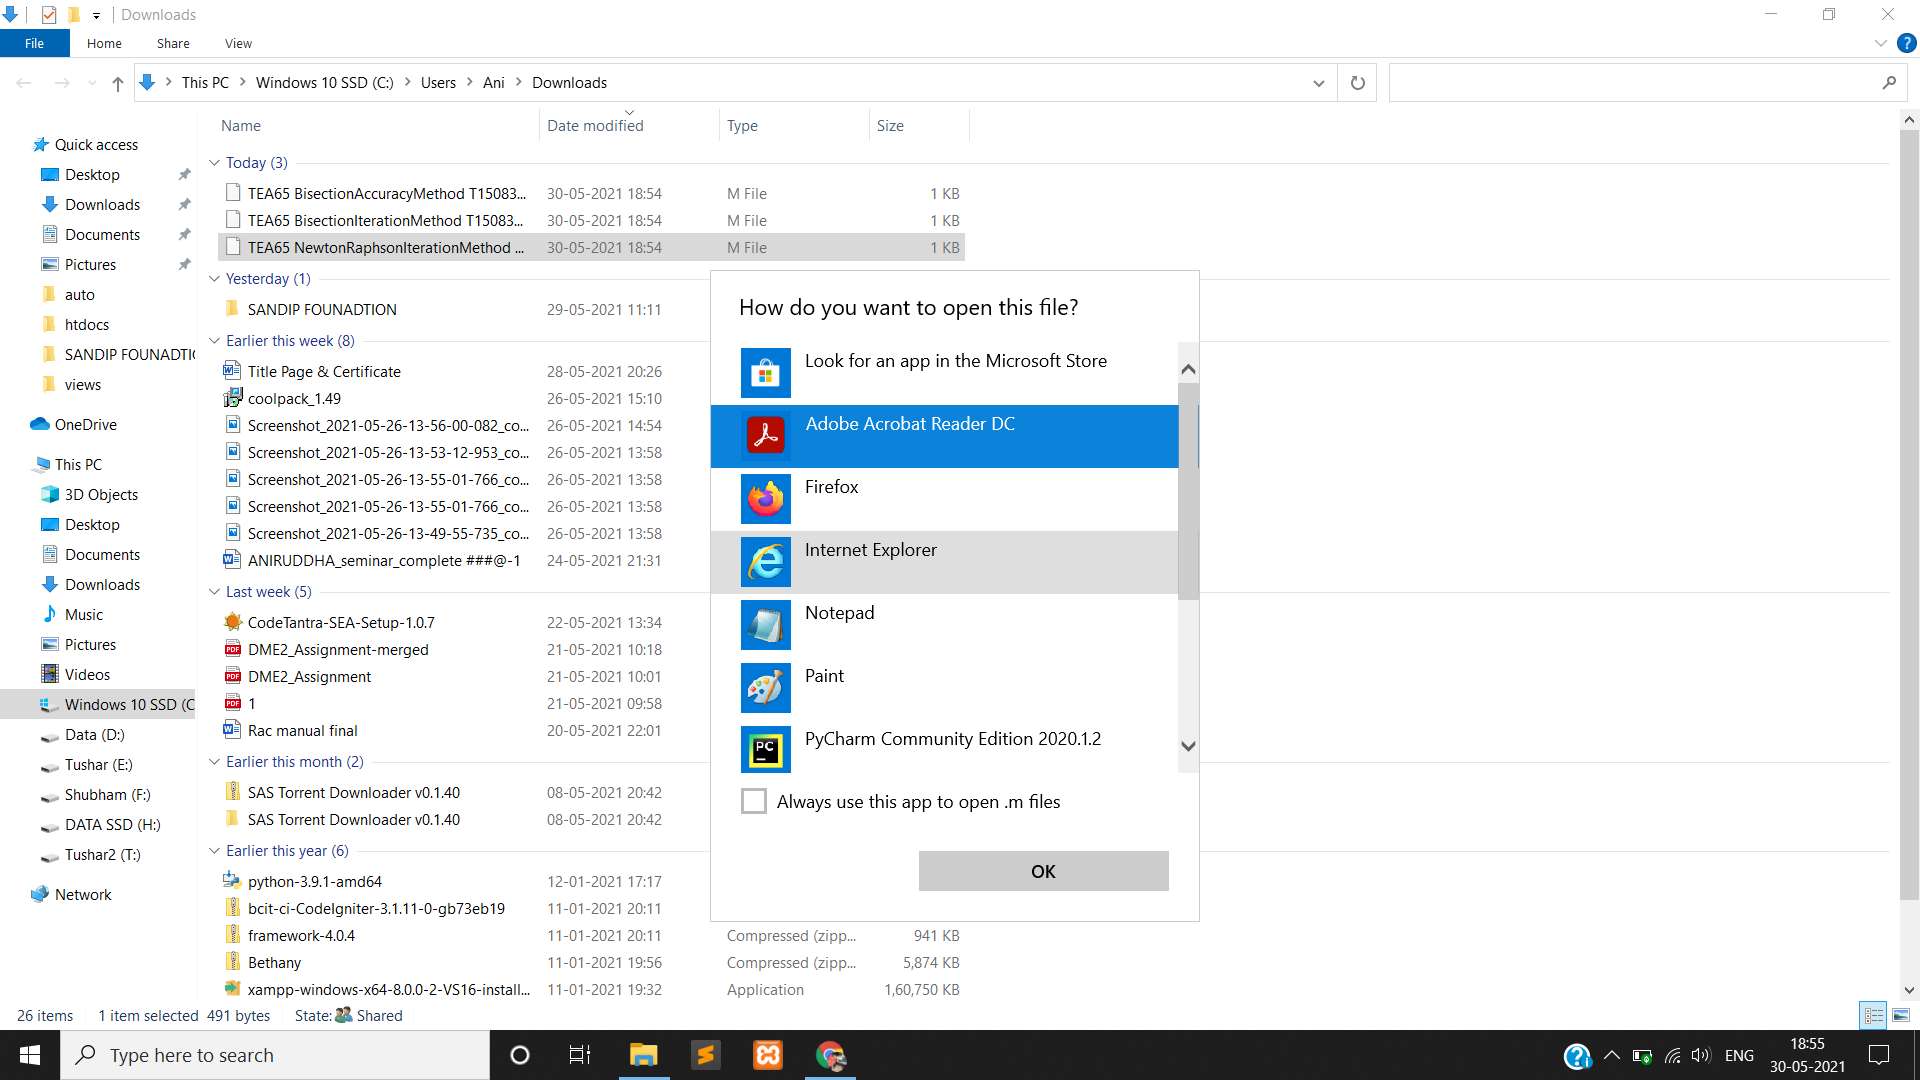 Downloads
File Home Share View
This PC Windows 10 SSD (C:) Users Ani Downloads
Name Date modified Type Size
Quick access
Desktop
Downloads
Documents
Pictures
auto
htdocs
SANDIP FOUNADTIC
views
OneDrive
This PC
3D Objects
Desktop
Documents
Downloads
Music
Pictures
Videos
Windows 10 SSD (C
Data (D:)
Tushar (E:)
Shubham (F:)
DATA SSD (H:)
Tushar2 (T:)
Network
Today (3)
TEA65 BisectionAccuracyMethod T15083... 30-05-2021 18:54 M File 1 KB
TEA65 BisectionIterationMethod T15083... 30-05-2021 18:54 M File 1 KB
TEA65 NewtonRaphsonIterationMethod ... 30-05-2021 18:54 M File 1 KB
Yesterday (1)
SANDIP FOUNADTION 29-05-2021 11:11
Earlier this week (8)
Title Page & Certificate 28-05-2021 20:26
coolpack_1.49 26-05-2021 15:10
Screenshot_2021-05-26-13-56-00-082_co... 26-05-2021 14:54
Screenshot_2021-05-26-13-53-12-953_co... 26-05-2021 13:58
Screenshot_2021-05-26-13-55-01-766_co... 26-05-2021 13:58
Screenshot_2021-05-26-13-55-01-766_co... 26-05-2021 13:58
Screenshot_2021-05-26-13-49-55-735_co... 26-05-2021 13:58
ANIRUDDHA_seminar_complete ###@-1 24-05-2021 21:31
Last week (5)
CodeTantra-SEA-Setup-1.0.7 22-05-2021 13:34
DME2_Assignment-merged 21-05-2021 10:18
DME2_Assignment 21-05-2021 10:01
1 21-05-2021 09:58
Rac manual final 20-05-2021 22:01
Earlier this month (2)
SAS Torrent Downloader v0.1.40 08-05-2021 20:42
SAS Torrent Downloader v0.1.40 08-05-2021 20:42
Earlier this year (6)
python-3.9.1-amd64 12-01-2021 17:17
bcit-ci-CodeIgniter-3.1.11-0-gb73eb19 11-01-2021 20:11
framework-4.0.4 11-01-2021 20:11 Compressed (zipp... 941 KB
Bethany 11-01-2021 19:56 Compressed (zipp... 5,874 KB
xampp-windows-x64-8.0.0-2-VS16-install... 11-01-2021 19:32 Application 1,60,750 KB
How do you want to open this file?
Look for an app in the Microsoft Store
Adobe Acrobat Reader DC
Firefox
Internet Explorer
Notepad
Paint
PC
PyCharm Community Edition 2020.1.2
Always use this app to open .m files
OK
26 items 1 item selected 491 bytes State: Shared
Type here to search
ENG
18:55
30-05-2021